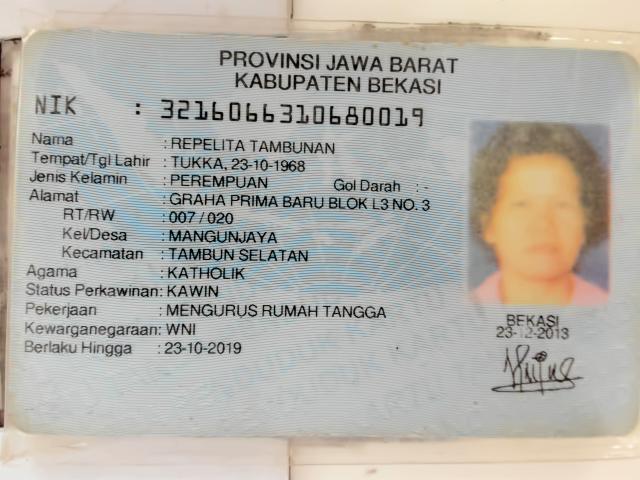 PROVINSI JAWA BARAT
KABUPATEN BEKASI
NIK : 3216066310680019
Nama : REPELITA TAMBUNAN
Tempat/Tgl Lahir : TUKKA, 23-10-1968
Jenis Kelamin : PEREMPUAN Gol Darah : -
Alamat : GRAHA PRIMA BARU BLOK L3 NO. 3
RT/RW : 007 / 020
Kel/Desa : MANGUNJAYA
Kecamatan : TAMBUN SELATAN
Agama : KATHOLIK
Status Perkawinan: KAWIN
Pekerjaan : MENGURUS RUMAH TANGGA
Kewarganegaraan: WNI
Berlaku Hingga : 23-10-2019
BEKASI
23-12-2013